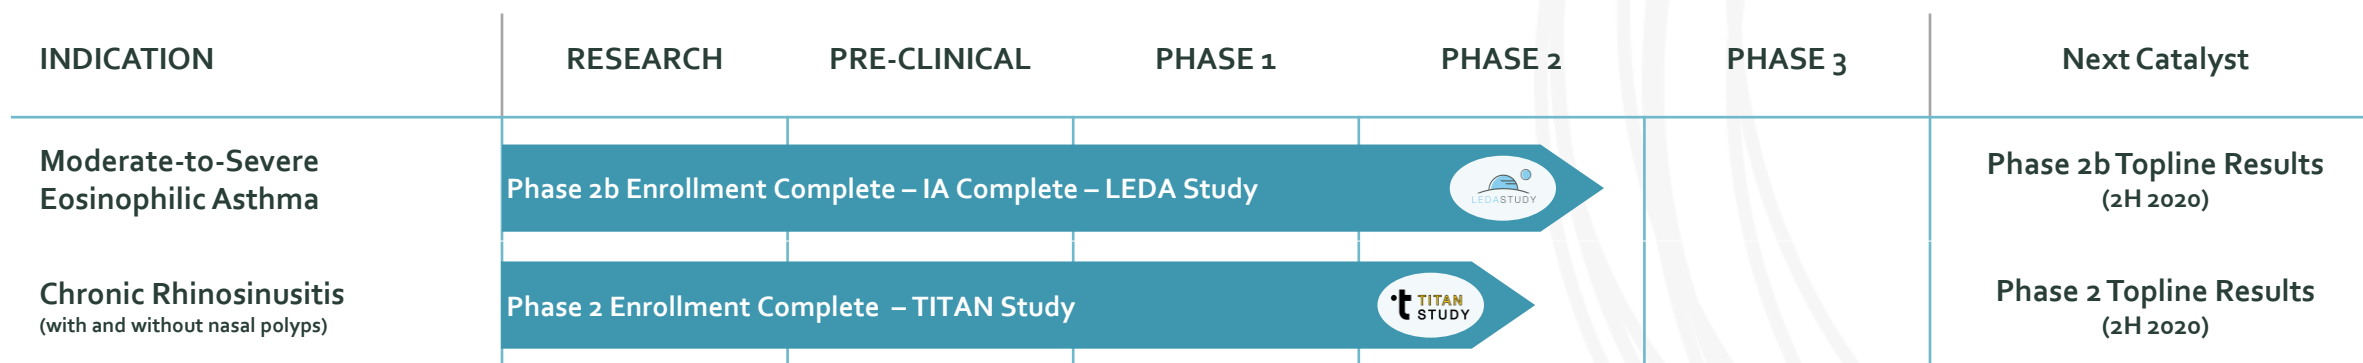 INDICATION RESEARCH PRE-CLINICAL PHASE 1 PHASE 2 PHASE 3 Next Catalyst
Moderate-to-Severe
Eosinophilic Asthma
Phase 2b Enrollment Complete – IA Complete – LEDA Study
LEDASTUDY
Phase 2b Topline Results
(2H 2020)
Chronic Rhinosinusitis
(with and without nasal polyps)
Phase 2 Enrollment Complete – TITAN Study
t TITAN
STUDY
Phase 2 Topline Results
(2H 2020)